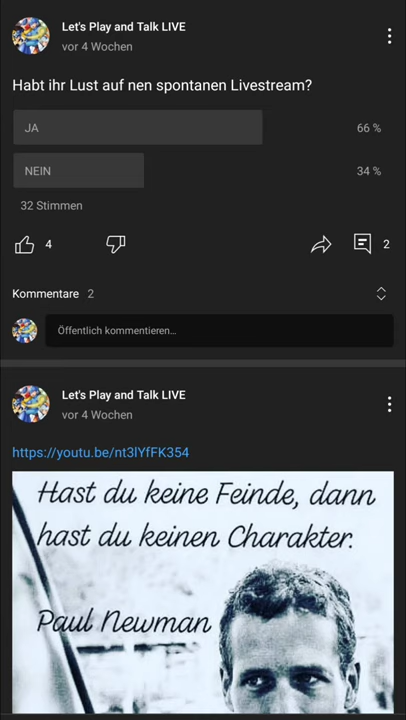 Let's Play and Talk LIVE
vor 4 Wochen
Habt ihr Lust auf nen spontanen Livestream?
JA 66 %
NEIN 34 %
32 Stimmen
4 2
Kommentare 2
Öffentlich kommentieren...
Let's Play and Talk LIVE
vor 4 Wochen
https://youtu.be/nt3lYfFK354
Hast du keine Feinde, dann
hast du keinen Charakter.
Paul Newman